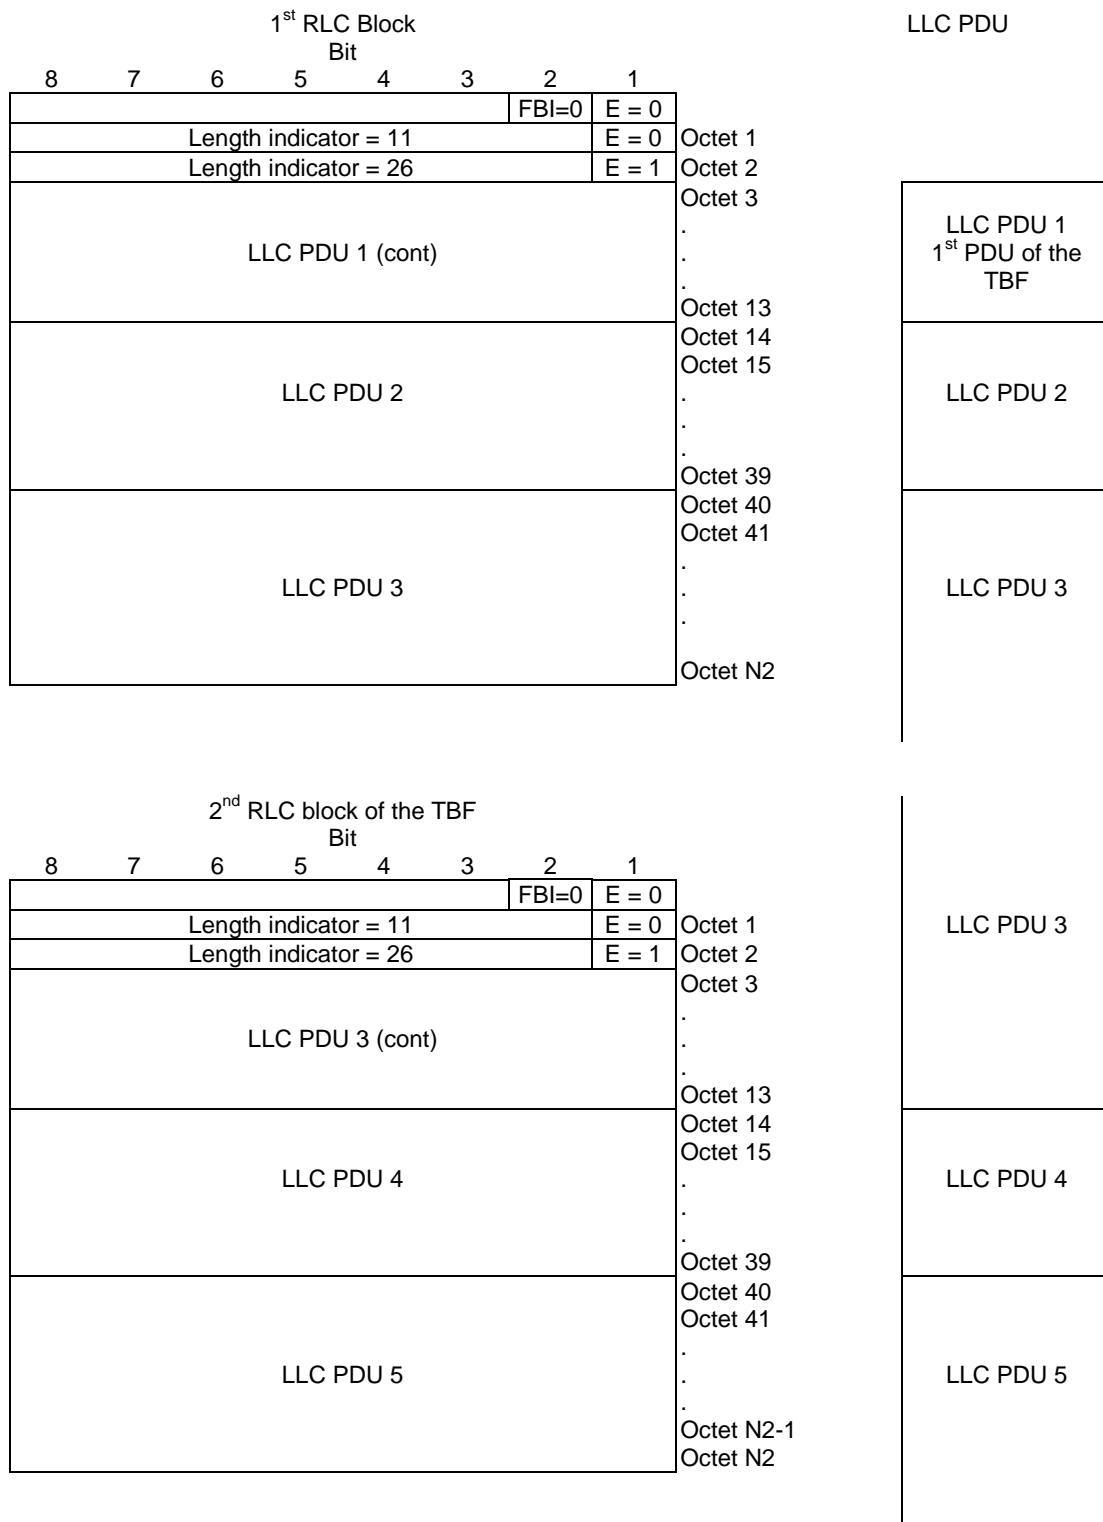 1st RLC Block LLC PDU
Bit
8 7 6 5 4 3 2 1
FBI=0 E = 0
Length indicator = 11 E = 0 Octet 1
Length indicator = 26 E = 1 Octet 2
Octet 3
LLC PDU 1
.
LLC PDU 1 (cont) . 1st PDU of the
. TBF
Octet 13
Octet 14
Octet 15
LLC PDU 2 . LLC PDU 2
.
.
Octet 39
Octet 40
Octet 41
.
LLC PDU 3 . LLC PDU 3
.
Octet N2
2nd RLC block of the TBF
Bit
8 7 6 5 4 3 2 1
FBI=0 E = 0
Length indicator = 11 E = 0 Octet 1 LLC PDU 3
Length indicator = 26 E = 1 Octet 2
Octet 3
.
LLC PDU 3 (cont) .
.
Octet 13
Octet 14
Octet 15
LLC PDU 4 . LLC PDU 4
.
.
Octet 39
Octet 40
Octet 41
.
LLC PDU 5 . LLC PDU 5
.
Octet N2-1
Octet N2